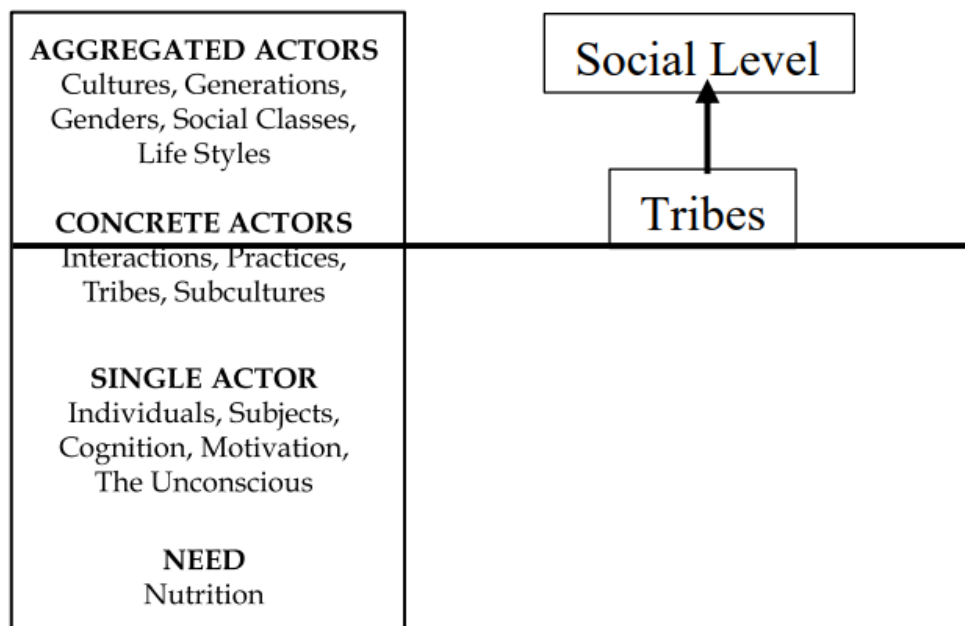 AGGREGATED ACTORS
Cultures, Generations,
Genders, Social Classes,
Life Styles
CONCRETE ACTORS
Interactions, Practices,
Tribes, Subcultures
SINGLE ACTOR
Individuals, Subjects,
Cognition, Motivation,
The Unconscious
NEED
Nutrition
Social Level
Tribes